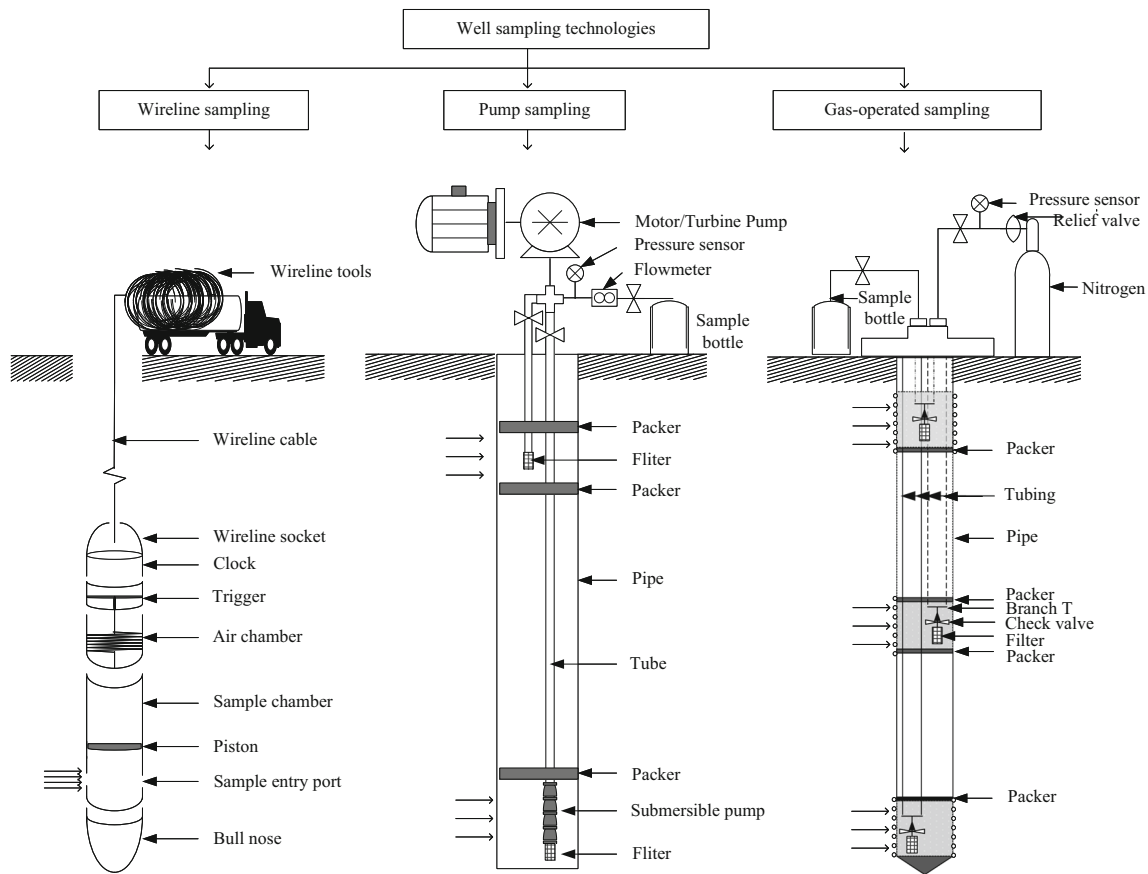 Well sampling technologies
Wireline sampling
Pump sampling
Gas-operated sampling
Wireline tools
Wireline cable
Wireline socket
Clock
Trigger
Air chamber
Sample chamber
Piston
Sample entry port
Bull nose
Motor/Turbine Pump
Pressure sensor
Flowmeter
Sample
bottle
Packer
Fliter
Packer
Pipe
Tube
Packer
Submersible pump
Fliter
Pressure sensor
Relief valve
Nitrogen
Sample
bottle
Packer
Tubing
Pipe
Packer
Branch T
Check valve
Filter
Packer
Packer